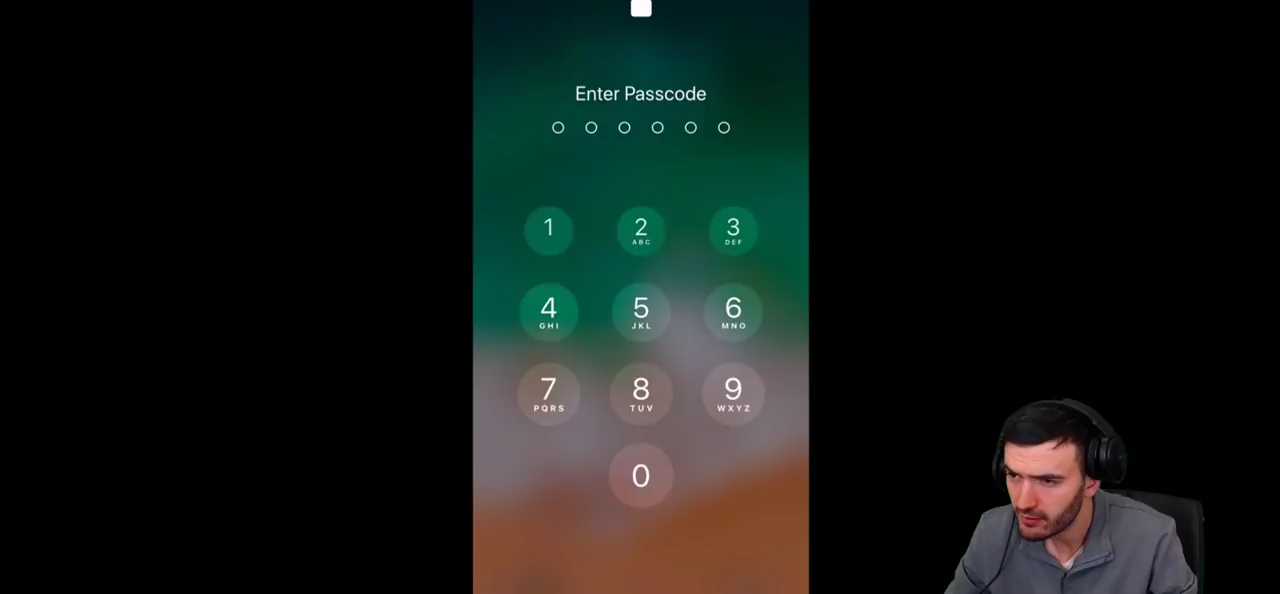 Enter Passcode
1
2
ABC
3
DEF
4
GHI
5
JKL
6
MNO
7
PQRS
8
TUV
9
WXYZ
0